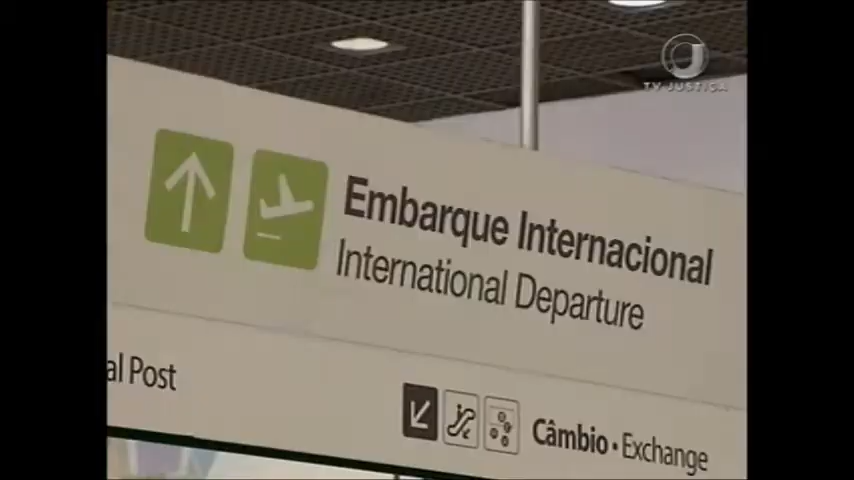 TV JUSTIÇA
Embarque Internacional
International Departure
al Post
Câmbio • Exchange